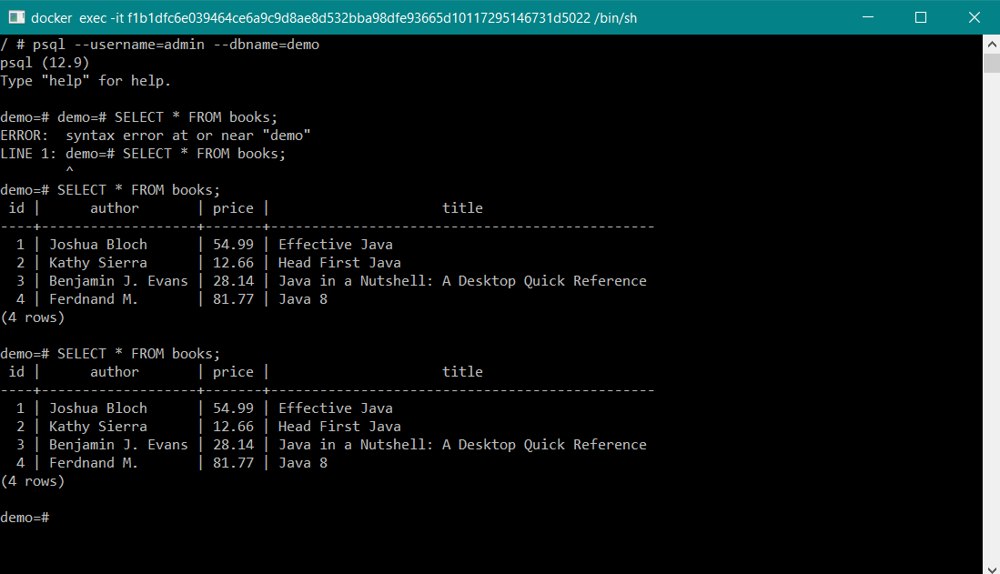 docker  exec -it f1b1dfc6e039464ce6a9c9d8ae8d532bba98dfe93665d10117295146731d5022 /bin/sh
/ # psql --username=admin --dbname=demo
psql (12.9)
Type "help" for help.
demo=# demo=# SELECT * FROM books;
ERROR:  syntax error at or near "demo"
LINE 1: demo=# SELECT * FROM books;
        ^
demo=# SELECT * FROM books;
 id |      author       | price |                     title
----+-------------------+-------+-----------------------------------------------
  1 | Joshua Bloch      | 54.99 | Effective Java
  2 | Kathy Sierra      | 12.66 | Head First Java
  3 | Benjamin J. Evans | 28.14 | Java in a Nutshell: A Desktop Quick Reference
  4 | Ferdnand M.       | 81.77 | Java 8
(4 rows)
demo=# SELECT * FROM books;
 id |      author       | price |                     title
----+-------------------+-------+-----------------------------------------------
  1 | Joshua Bloch      | 54.99 | Effective Java
  2 | Kathy Sierra      | 12.66 | Head First Java
  3 | Benjamin J. Evans | 28.14 | Java in a Nutshell: A Desktop Quick Reference
  4 | Ferdnand M.       | 81.77 | Java 8
(4 rows)
demo=#